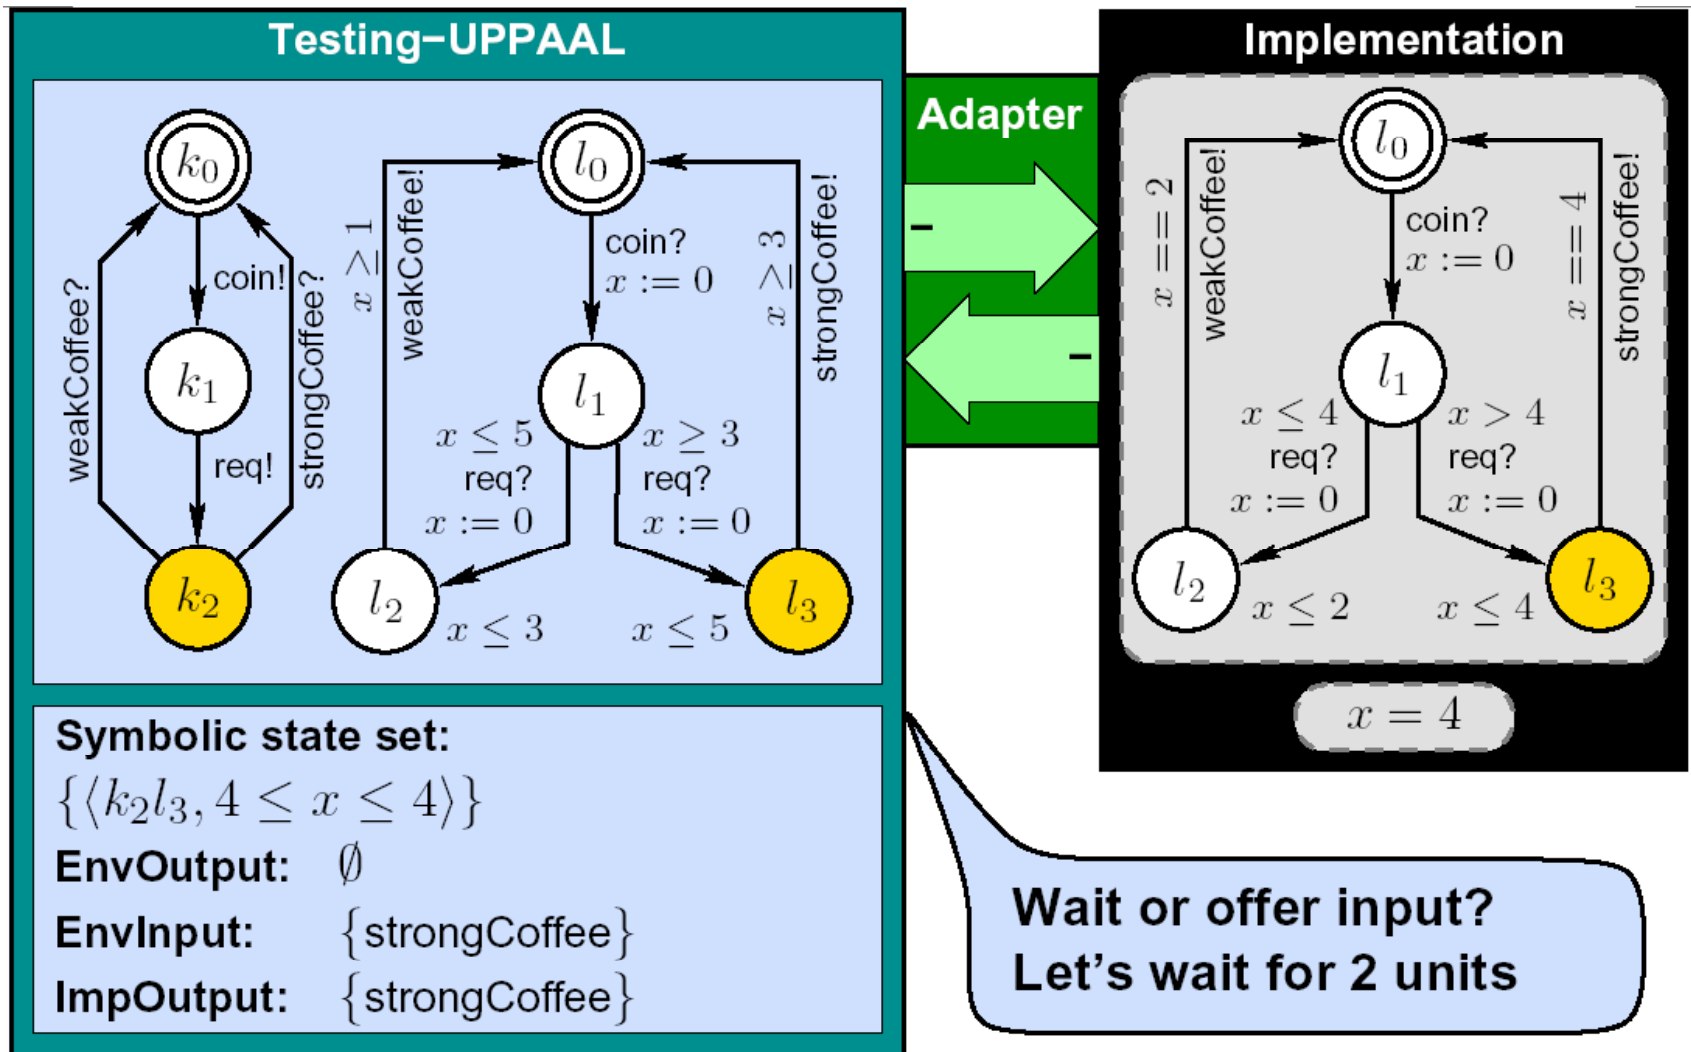 Testing−UPPAAL
k₀
coin!
k₁
req!
k₂
weakCoffee?
strongCoffee?
x ≥ 1
weakCoffee!
l₀
coin?
x := 0
l₁
x ≤ 5
req?
x := 0
x ≥ 3
req?
x := 0
x ≥ 3
strongCoffee!
l₂
x ≤ 3
x ≤ 5
l₃
Symbolic state set:
{⟨k₂l₃, 4 ≤ x ≤ 4⟩}
EnvOutput: ∅
EnvInput: {strongCoffee}
ImpOutput: {strongCoffee}
Adapter
-
-
Implementation
x == 2
weakCoffee!
l₀
coin?
x := 0
l₁
x ≤ 4
req?
x := 0
x > 4
req?
x := 0
x == 4
strongCoffee!
l₂
x ≤ 2
x ≤ 4
l₃
x = 4
Wait or offer input?
Let's wait for 2 units